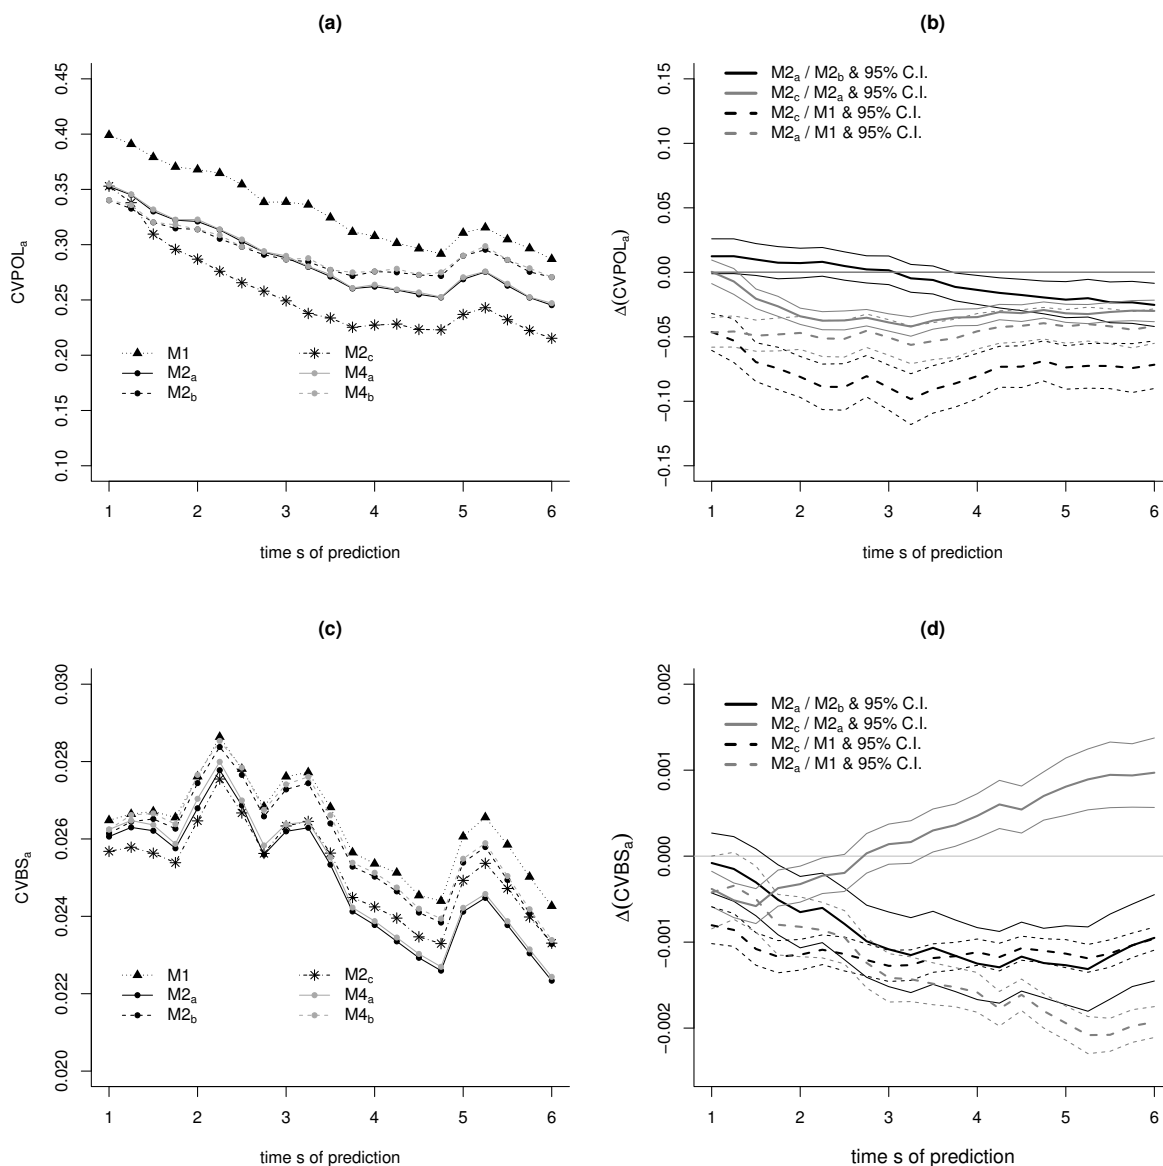 (a)
CVPOLa
0.45
0.40
0.35
0.30
0.25
0.20
0.15
0.10
M1
M2a
M2b
M2c
M4a
M4b
1 2 3 4 5 6
time s of prediction
(b)
Δ(CVPOLa)
0.15
0.10
0.05
0.00
−0.05
−0.10
−0.15
M2a / M2b & 95% C.I.
M2c / M2a & 95% C.I.
M2c / M1 & 95% C.I.
M2a / M1 & 95% C.I.
1 2 3 4 5 6
time s of prediction
(c)
CVBSa
0.030
0.028
0.026
0.024
0.022
0.020
M1
M2a
M2b
M2c
M4a
M4b
1 2 3 4 5 6
time s of prediction
(d)
Δ(CVBSa)
0.002
0.001
0.000
−0.001
−0.002
M2a / M2b & 95% C.I.
M2c / M2a & 95% C.I.
M2c / M1 & 95% C.I.
M2a / M1 & 95% C.I.
1 2 3 4 5 6
time s of prediction